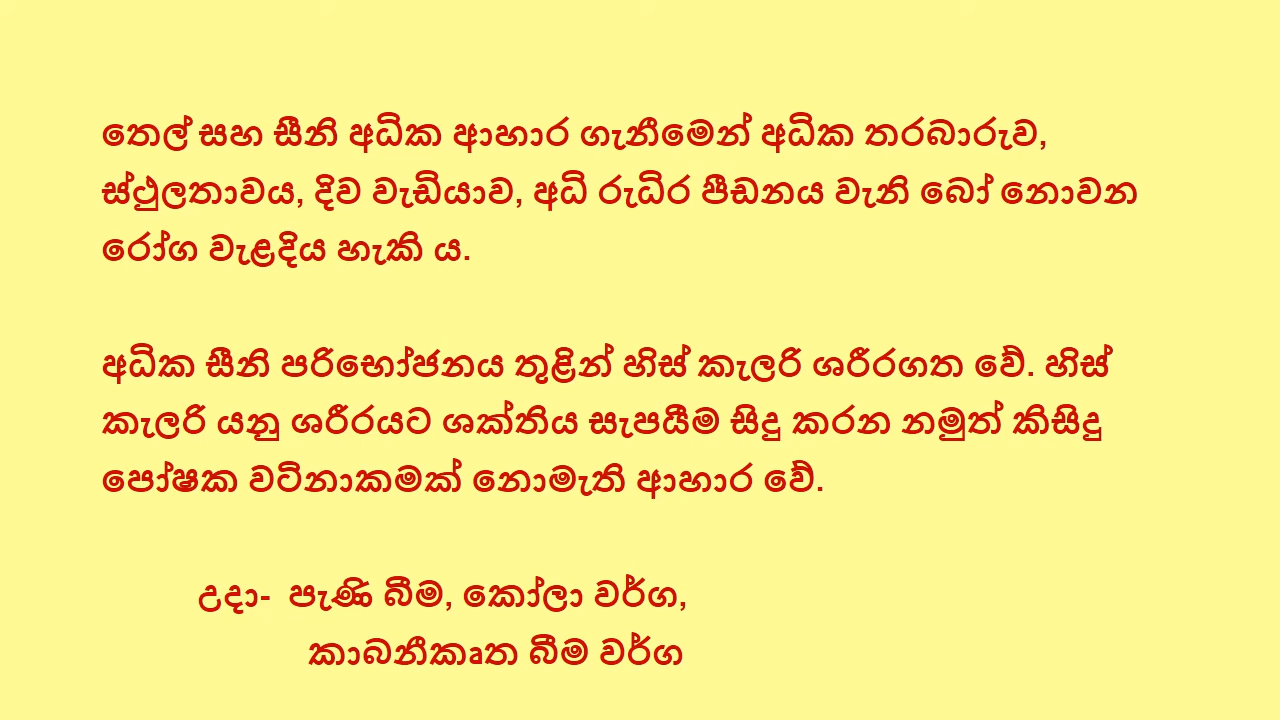 තෙල් සහ සීනි අධික ආහාර ගැනීමෙන් අධික තරබාරුව,
ස්ථුලතාවය, දිව වැඩියාව, අධි රුධිර පීඩනය වැනි බෝ නොවන
රෝග වැළදිය හැකි ය.
අධික සීනි පරිභෝජනය තුළින් හිස් කැලරි ශරීරගත වේ. හිස්
කැලරි යනු ශරීරයට ශක්තිය සැපයීම සිදු කරන නමුත් කිසිදු
පෝෂක වටිනාකමක් නොමැති ආහාර වේ.
උදා- පැණි බීම, කෝලා වර්ග,
කාබනීකෘත බීම වර්ග